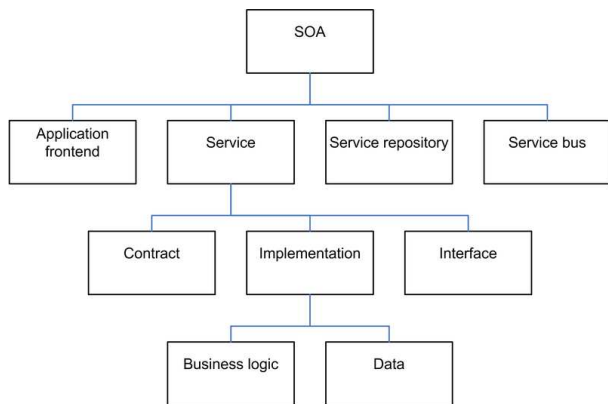 SOA
Application
frontend
Service
Service repository
Service bus
Contract
Implementation
Interface
Business logic
Data